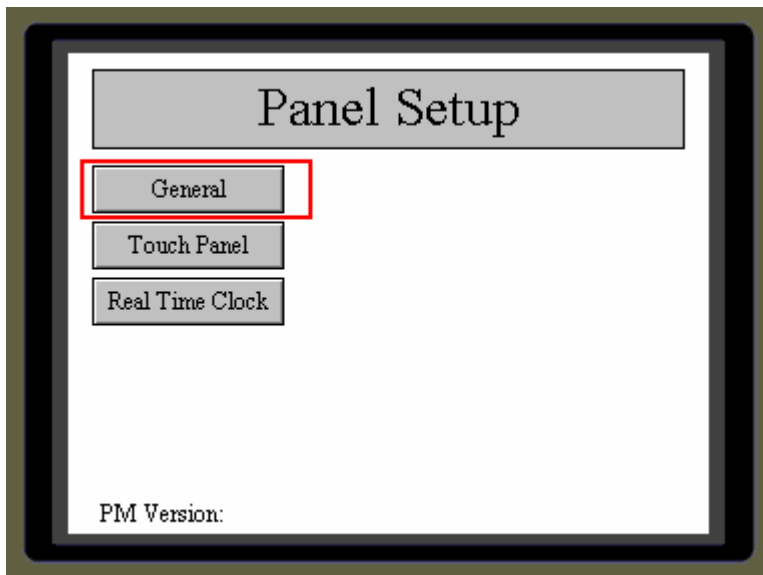 Panel Setup
General
Touch Panel
Real Time Clock
PM Version: